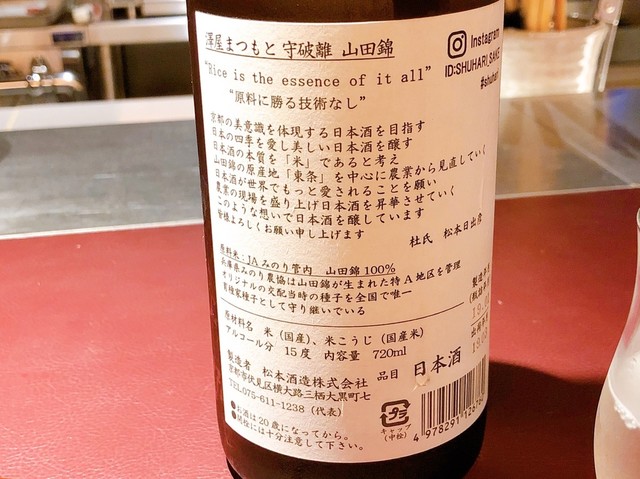 澤屋まつもと 守破離 山田錦
“Rice is the essence of it all”
“原料に勝る技術なし”
Instagram
ID:SHUHARI_SAKE
#shuhari
京都の美意識を体現する日本酒を目指す
日本の四季を愛し美しい日本酒を醸す
日本酒の本質を「米」であると考え
山田錦の原産地「東条」を中心に農業から見直していく
日本酒が世界でもっと愛されることを願い
農業の現場を盛り上げ日本酒を昇華させていく
このような想いで日本酒を醸しています
皆様よろしくお願い申し上げます
杜氏 松本日出彦
原料米:JAみのり管内 山田錦100%
兵庫県みのり農協は山田錦が生まれた特A地区を管理
オリジナルの交配当時の種子を全国で唯一
育種家種子として守り継いでいる
原材料名 米(国産)、米こうじ(国産米)
アルコール分 15度 内容量 720ml
製造者 松本酒造株式会社
京都市伏見区横大路三栖大黒町七
TEL.075-611-1238(代表)
品目 日本酒
●お酒は20歳になってから。
●開栓には十分注意して下さい。
プラ
キャップ
(中栓)